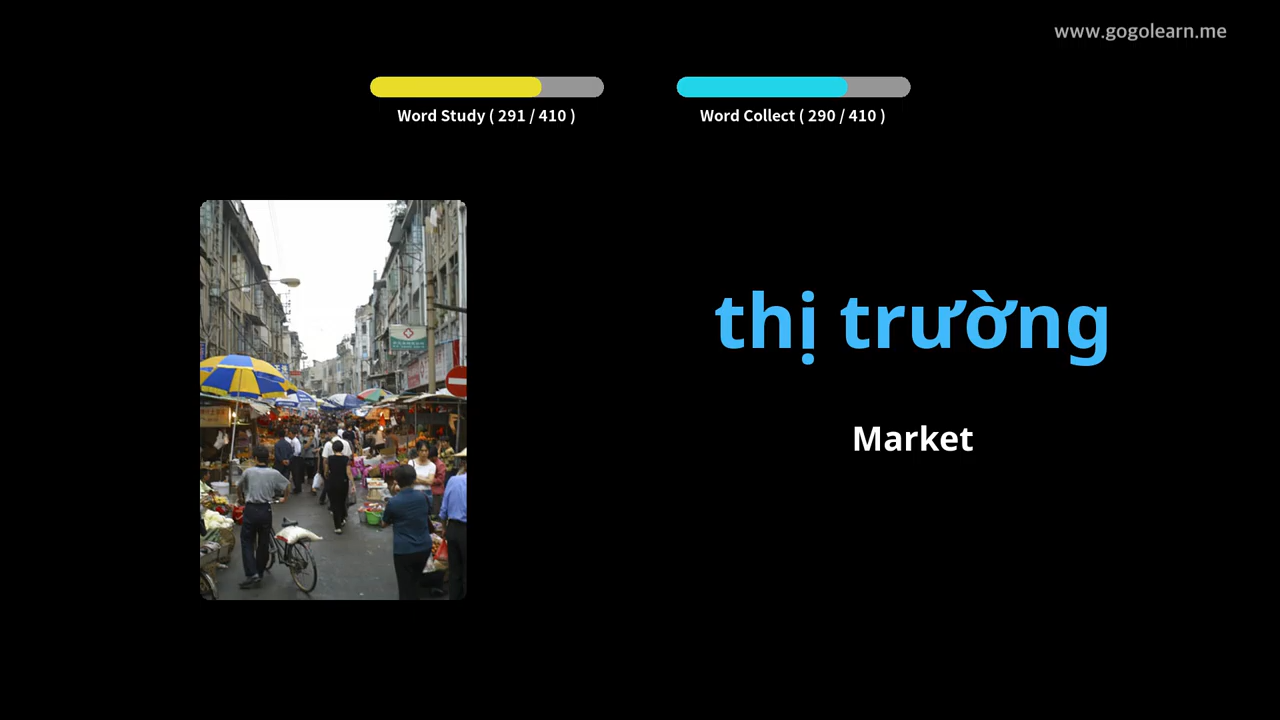 www.gogolearn.me
Word Study ( 291 / 410 )
Word Collect ( 290 / 410 )
thị trường
Market